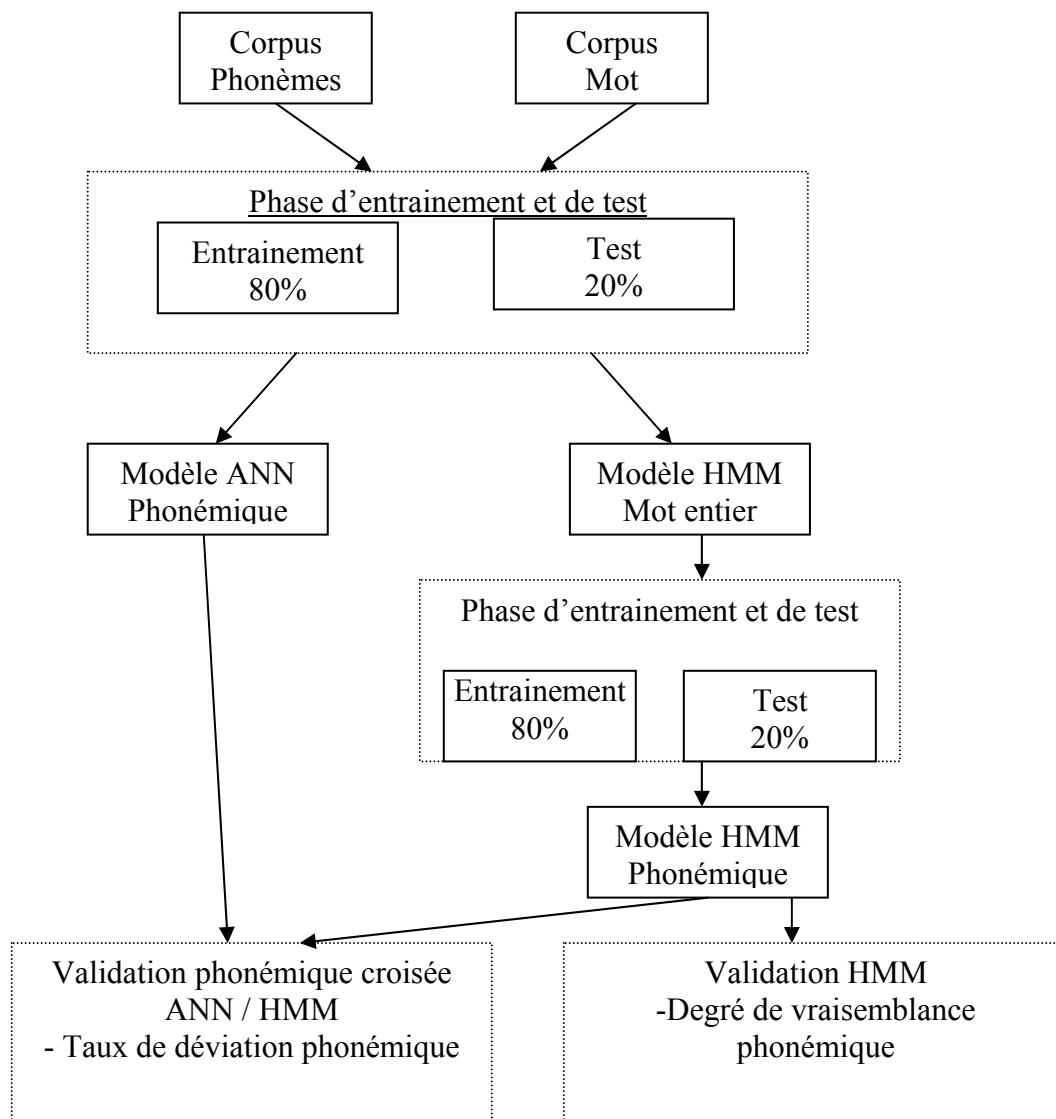 Corpus
Phonèmes
Corpus
Mot
Phase d’entrainement et de test
Entrainement
80%
Test
20%
Modèle ANN
Phonémique
Modèle HMM
Mot entier
Phase d’entrainement et de test
Entrainement
80%
Test
20%
Modèle HMM
Phonémique
Validation phonémique croisée
ANN / HMM
- Taux de déviation phonémique
Validation HMM
-Degré de vraisemblance
phonémique